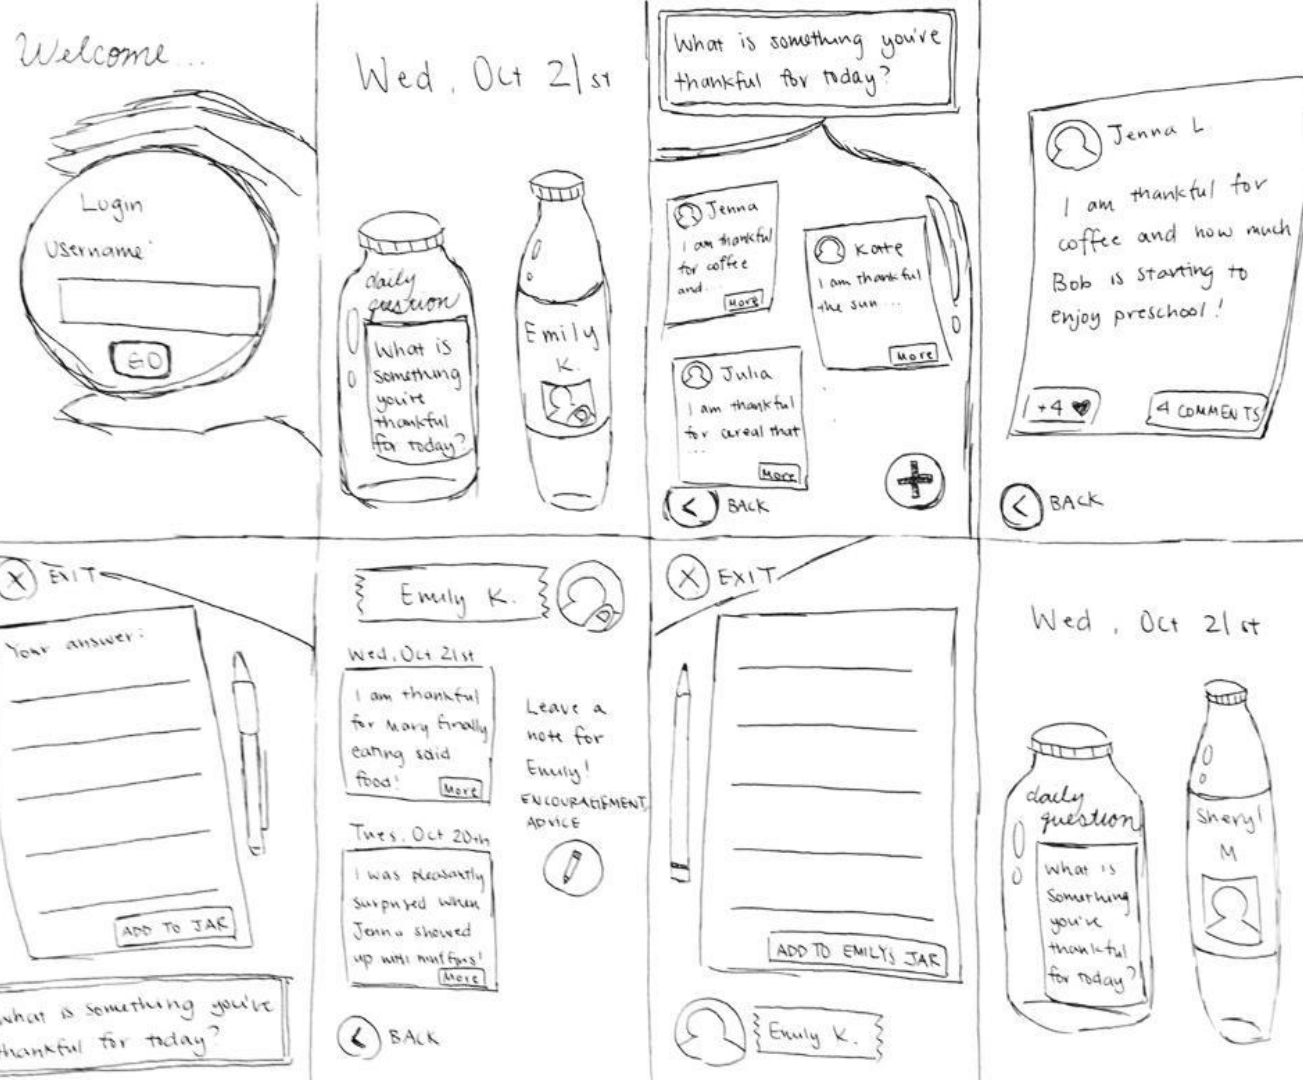 Welcome...
Login
Username:
GO
Wed, Oct 21st
daily
question
What is
something
you're
thankful
for today?
Emily
K.
What is something you're
thankful for today?
Jenna
I am thankful
for coffee
and...
More
Kate
I am thankful
the sun...
More
Julia
I am thankful
for cereal that
...
More
BACK
Jenna L
I am thankful for
coffee and how much
Bob is starting to
enjoy preschool!
+4
4 COMMENTS
BACK
X EXIT
Your answer:
ADD TO JAR
What is something you've
thankful for today?
Emily K.
Wed, Oct 21st
I am thankful
for Mary finally
eating said
food!
More
Tues, Oct 20th
I was pleasantly
surprised when
Jenna showed
up with muffins!
More
Leave a
note for
Emily!
ENCOURAGEMENT,
ADVICE
BACK
X EXIT
ADD TO EMILY'S JAR
Emily K.
Wed, Oct 21st
daily
question
What is
something
you've
thankful
for today?
Sheryl
M